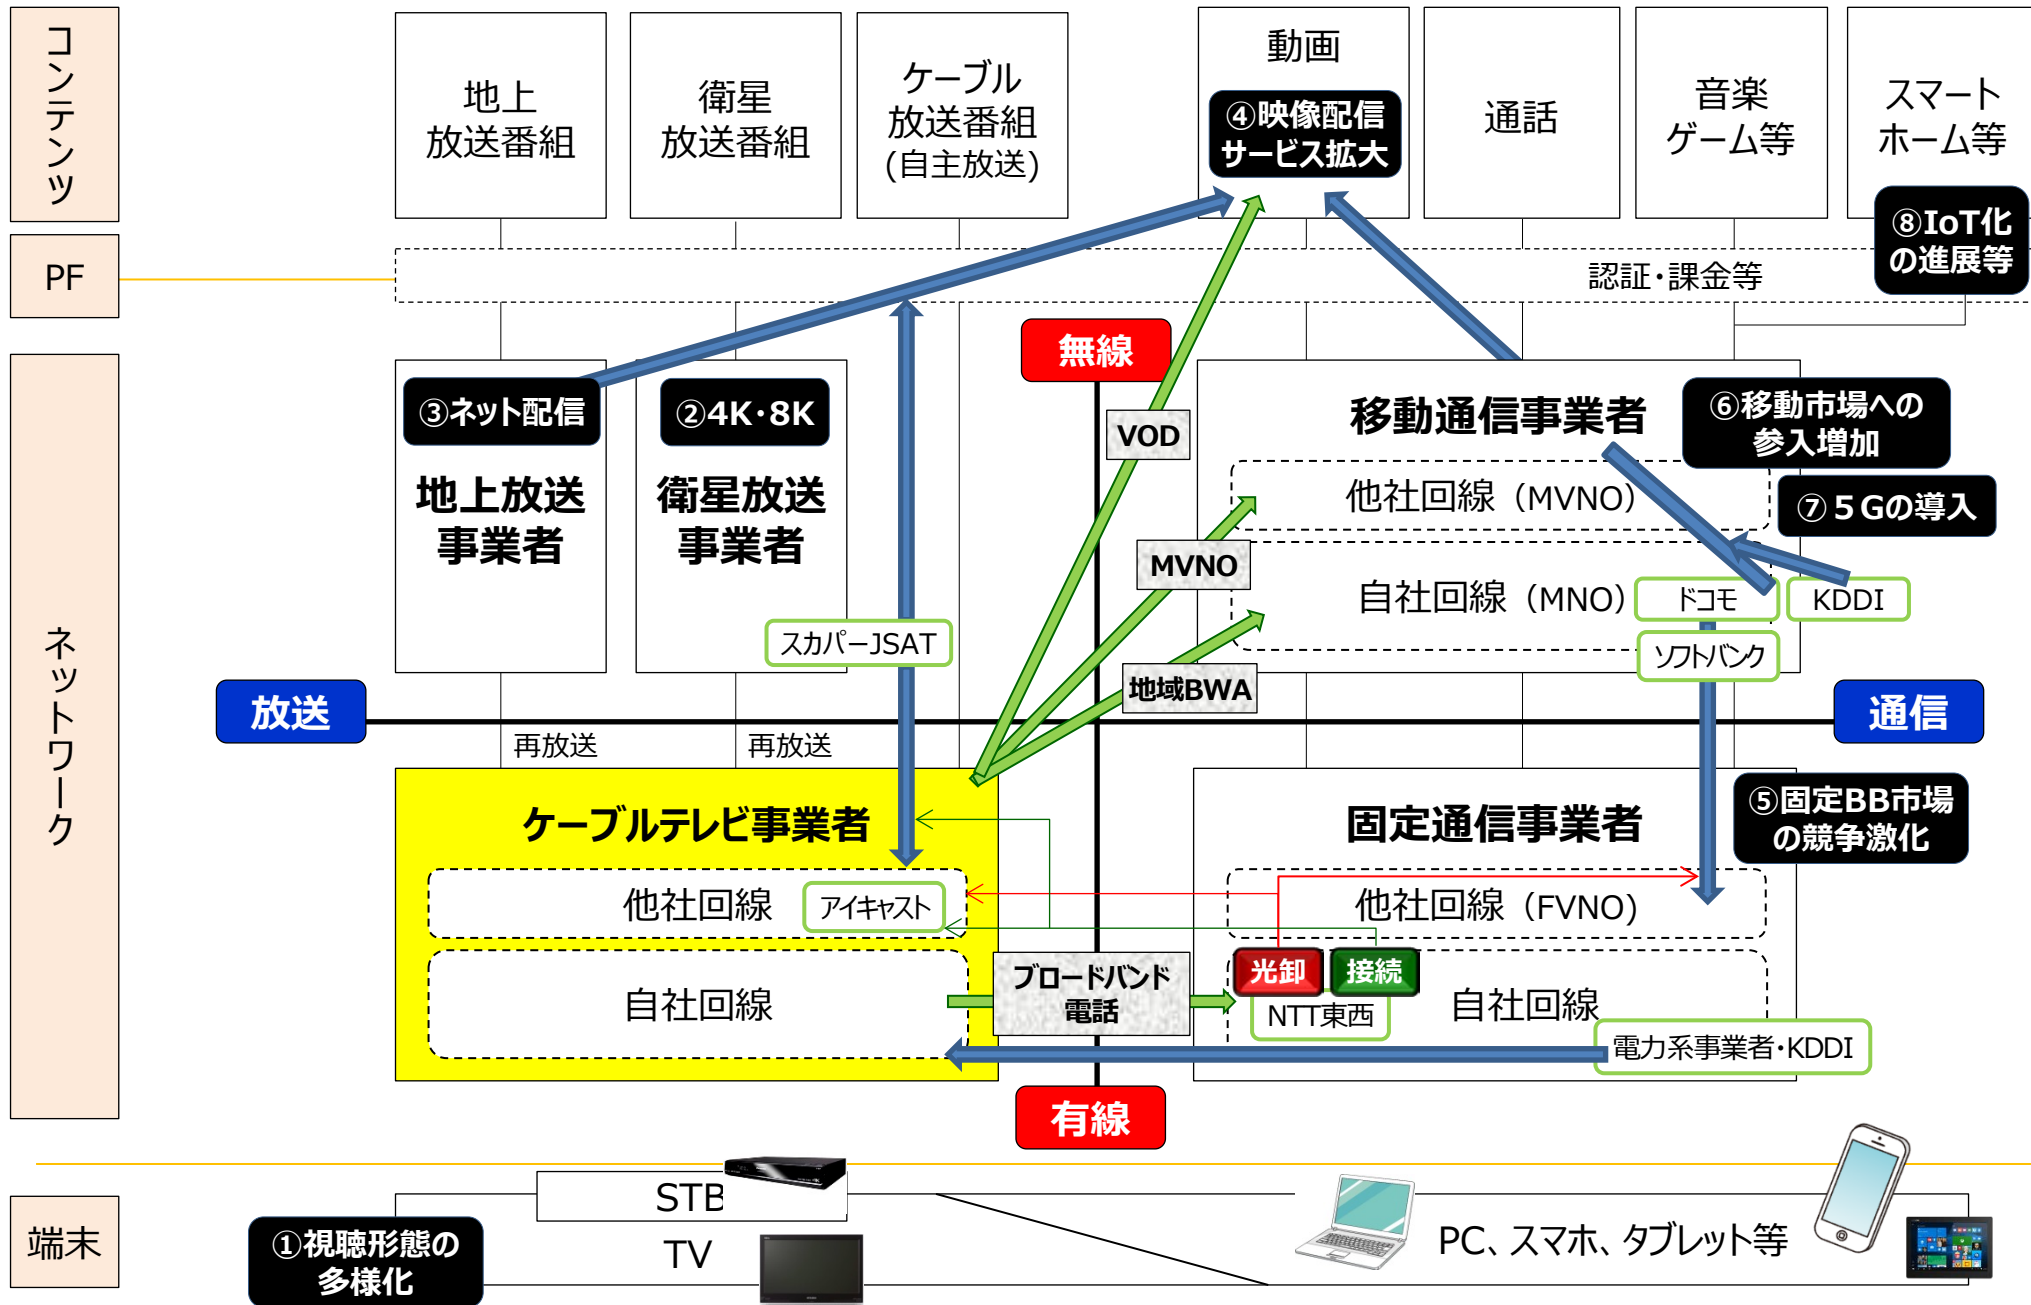 コンテンツ
地上
放送番組
衛星
放送番組
ケーブル
放送番組
(自主放送)
動画
④映像配信
サービス拡大
通話
音楽
ゲーム等
スマート
ホーム等
⑧IoT化
の進展等
PF
認証・課金等
ネットワーク
無線
③ネット配信
地上放送
事業者
②4K・8K
衛星放送
事業者
スカパーJSAT
VOD
MVNO
地域BWA
移動通信事業者
⑥移動市場への
参入増加
他社回線（MVNO）
⑦５Gの導入
自社回線（MNO）
ドコモ
KDDI
ソフトバンク
放送
通信
再放送
再放送
ケーブルテレビ事業者
他社回線
アイキャスト
自社回線
ブロードバンド
電話
固定通信事業者
⑤固定BB市場
の競争激化
他社回線（FVNO)
光卸
接続
NTT東西
自社回線
電力系事業者・KDDI
有線
端末
①視聴形態の
多様化
STB
TV
PC、スマホ、タブレット等